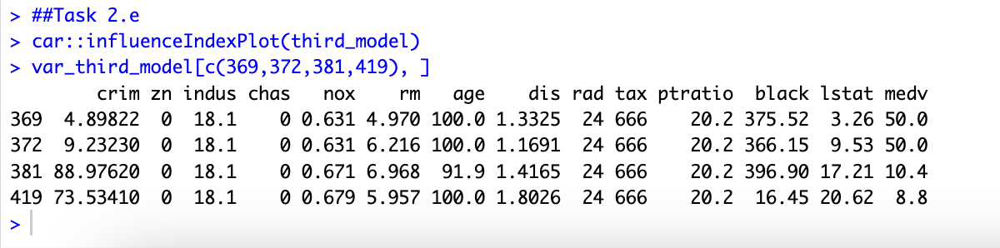 > ##Task 2.e
> car::influenceIndexPlot(third_model)
> var_third_model[c(369,372,381,419), ]
        crim zn indus chas   nox    rm   age    dis rad tax ptratio  black lstat medv
369  4.89822  0  18.1    0 0.631 4.970 100.0 1.3325  24 666    20.2 375.52  3.26 50.0
372  9.23230  0  18.1    0 0.631 6.216 100.0 1.1691  24 666    20.2 366.15  9.53 50.0
381 88.97620  0  18.1    0 0.671 6.968  91.9 1.4165  24 666    20.2 396.90 17.21 10.4
419 73.53410  0  18.1    0 0.679 5.957 100.0 1.8026  24 666    20.2  16.45 20.62  8.8
>